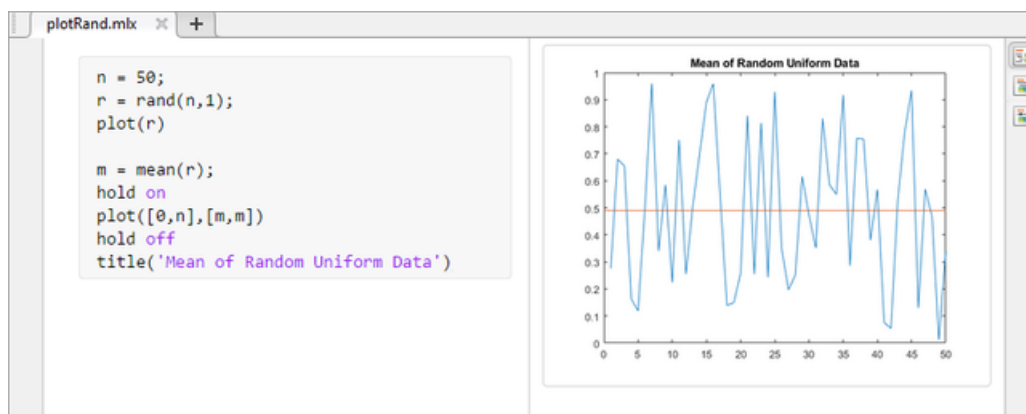 plotRand.mlx
n = 50;
r = rand(n,1);
plot(r)
m = mean(r);
hold on
plot([0,n],[m,m])
hold off
title('Mean of Random Uniform Data')
Mean of Random Uniform Data
1
0.9
0.8
0.7
0.6
0.5
0.4
0.3
0.2
0.1
0
0 5 10 15 20 25 30 35 40 45 50